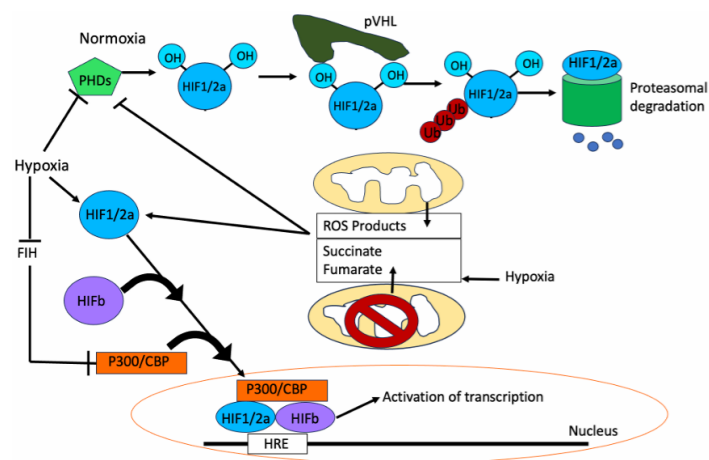 pVHL
Normoxia
PHDs
OH
OH
HIF1/2a
OH
OH
HIF1/2a
OH
OH
HIF1/2a
Ub
Ub
Ub
HIF1/2a
Proteasomal
degradation
Hypoxia
HIF1/2a
FIH
HIFb
P300/CBP
ROS Products
Succinate
Fumarate
Hypoxia
P300/CBP
HIF1/2a
HIFb
Activation of transcription
HRE
Nucleus